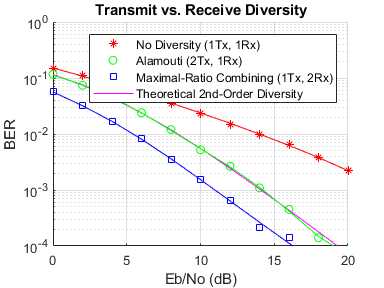 Transmit vs. Receive Diversity
10^0
No Diversity (1Tx, 1Rx)
Alamouti (2Tx, 1Rx)
Maximal-Ratio Combining (1Tx, 2Rx)
Theoretical 2nd-Order Diversity
10^-1
10^-2
10^-3
10^-4
BER
0 5 10 15 20
Eb/No (dB)